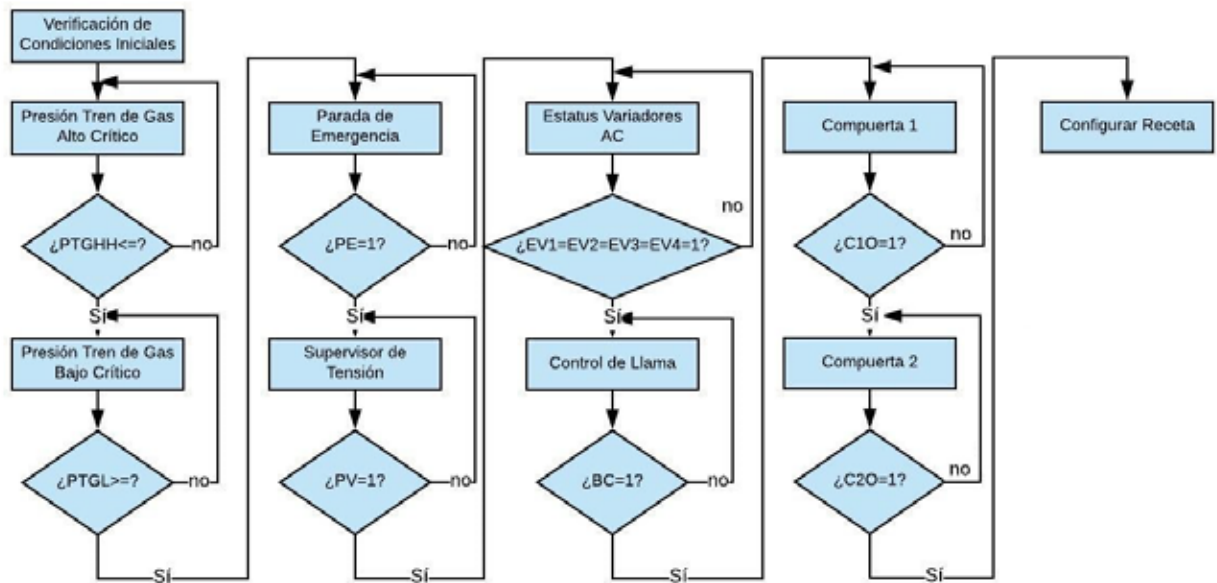 Verificación de
Condiciones Iniciales
Presión Tren de Gas
Alto Crítico
¿PTGHH<=?
no
Sí
Presión Tren de Gas
Bajo Crítico
¿PTGL>=?
no
Sí
Parada de
Emergencia
¿PE=1?
no
Sí
Supervisor de
Tensión
¿PV=1?
no
Sí
Estatus Variadores
AC
¿EV1=EV2=EV3=EV4=1?
no
Sí
Control de Llama
¿BC=1?
no
Sí
Compuerta 1
¿C1O=1?
no
Sí
Compuerta 2
¿C2O=1?
no
Sí
Configurar Receta